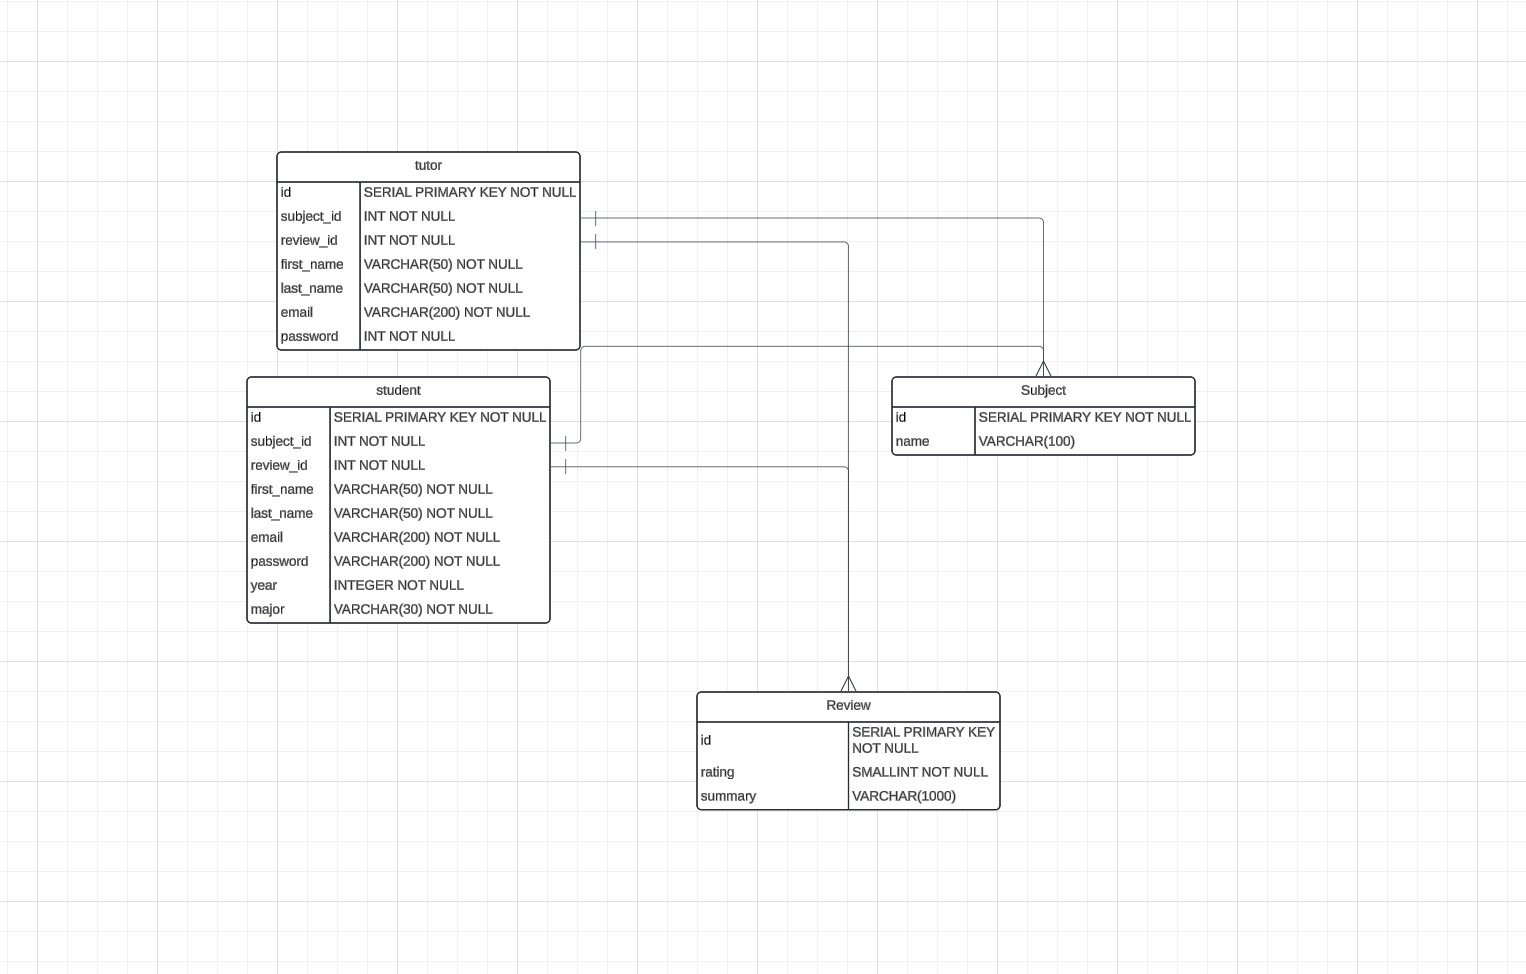 tutor
id SERIAL PRIMARY KEY NOT NULL
subject_id INT NOT NULL
review_id INT NOT NULL
first_name VARCHAR(50) NOT NULL
last_name VARCHAR(50) NOT NULL
email VARCHAR(200) NOT NULL
password INT NOT NULL
student
id SERIAL PRIMARY KEY NOT NULL
subject_id INT NOT NULL
review_id INT NOT NULL
first_name VARCHAR(50) NOT NULL
last_name VARCHAR(50) NOT NULL
email VARCHAR(200) NOT NULL
password VARCHAR(200) NOT NULL
year INTEGER NOT NULL
major VARCHAR(30) NOT NULL
Subject
id SERIAL PRIMARY KEY NOT NULL
name VARCHAR(100)
Review
id SERIAL PRIMARY KEY
NOT NULL
rating SMALLINT NOT NULL
summary VARCHAR(1000)